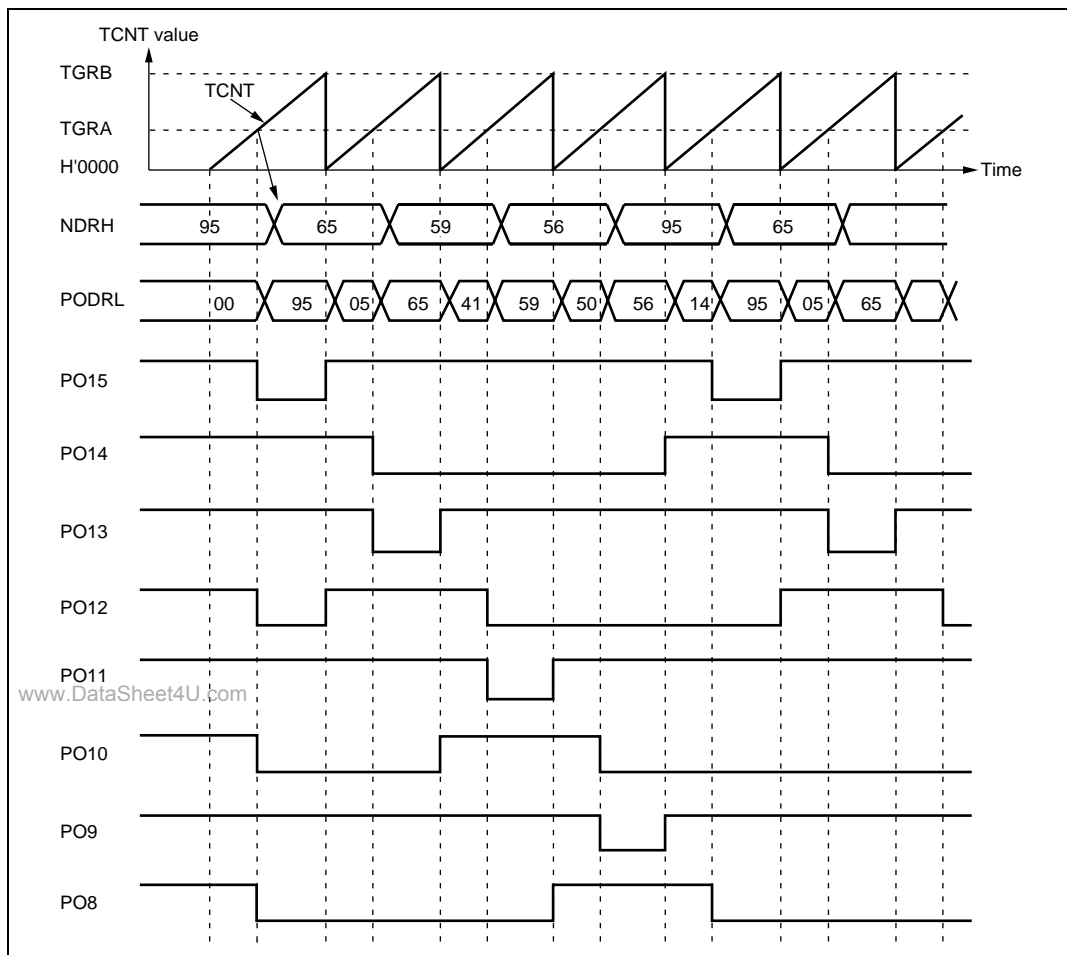 TCNT value
TGRB
TCNT
TGRA
H'0000
Time
NDRH 95 65 59 56 95 65
PODRL 00 95 05 65 41 59 50 56 14 95 05 65
PO15
PO14
PO13
PO12
PO11
www.DataSheet4U.com
PO10
PO9
PO8